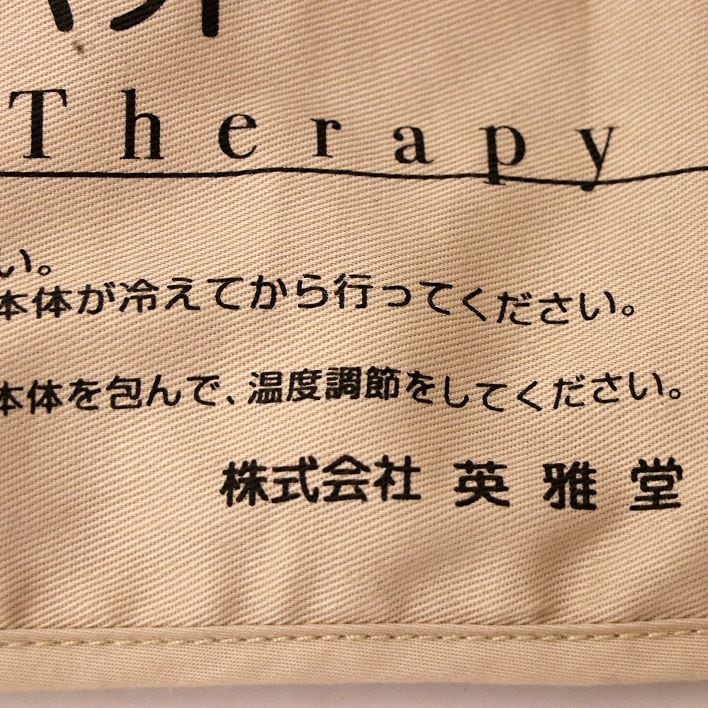 Therapy
い。
本体が冷えてから行ってください。
本体を包んで、温度調節をしてください。
株式会社 英雅堂